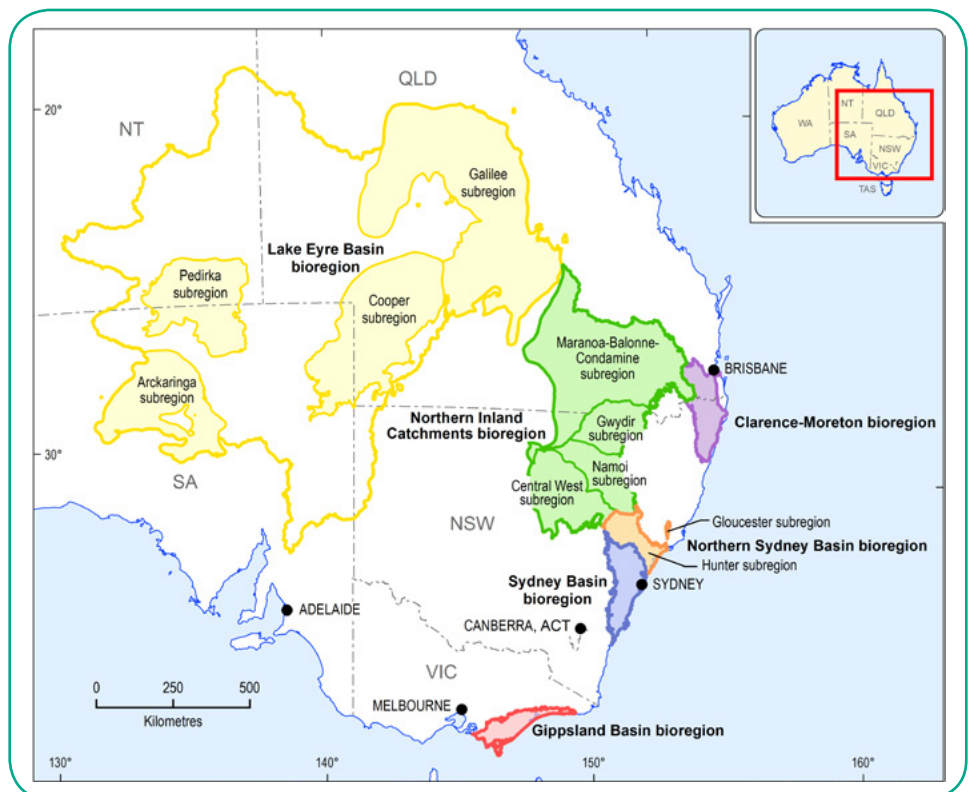 QLD
NT
20°
Galilee
subregion
Lake Eyre Basin
bioregion
Pedirka
subregion
Cooper
subregion
Maranoa-Balonne-
Condamine
subregion
BRISBANE
Arckaringa
subregion
Northern Inland
Catchments bioregion
Gwydir
subregion
Clarence-Moreton bioregion
30°
SA
Namoi
subregion
Central West
subregion
NSW
Gloucester subregion
Northern Sydney Basin bioregion
Hunter subregion
Sydney Basin
bioregion
SYDNEY
ADELAIDE
CANBERRA, ACT
VIC
0 250 500
Kilometres
MELBOURNE
Gippsland Basin bioregion
130° 140° 150° 160°
NT
QLD
WA
SA
NSW
VIC
TAS